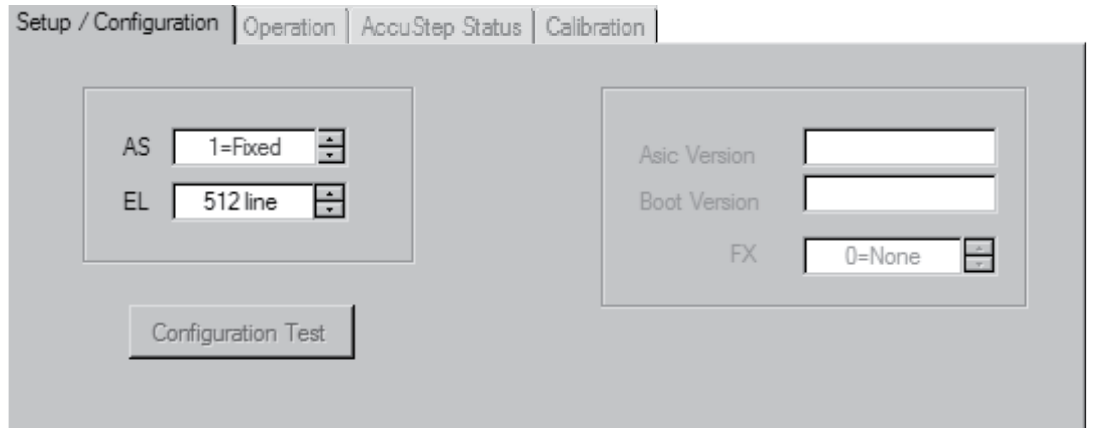 Setup / Configuration Operation AccuStep Status Calibration
AS 1=Fixed
EL 512 line
Configuration Test
Asic Version
Boot Version
FX 0=None